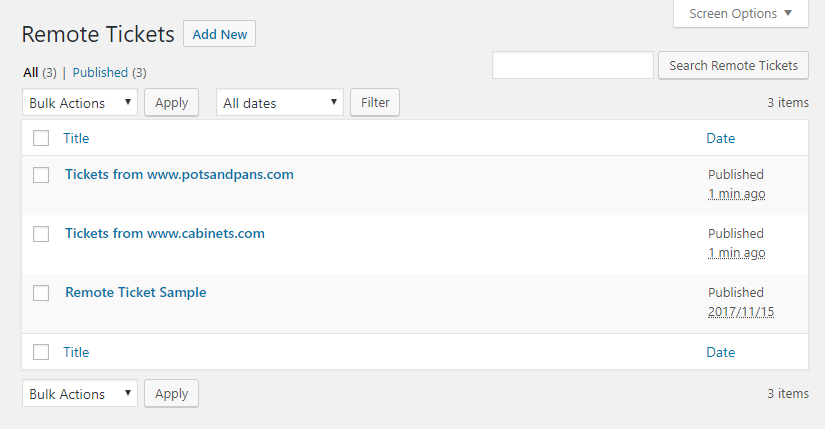 Screen Options
Remote Tickets Add New
All (3) | Published (3)
Search Remote Tickets
Bulk Actions Apply All dates Filter 3 items
Title Date
Tickets from www.potsandpans.com Published
1 min ago
Tickets from www.cabinets.com Published
1 min ago
Remote Ticket Sample Published
2017/11/15
Title Date
Bulk Actions Apply 3 items